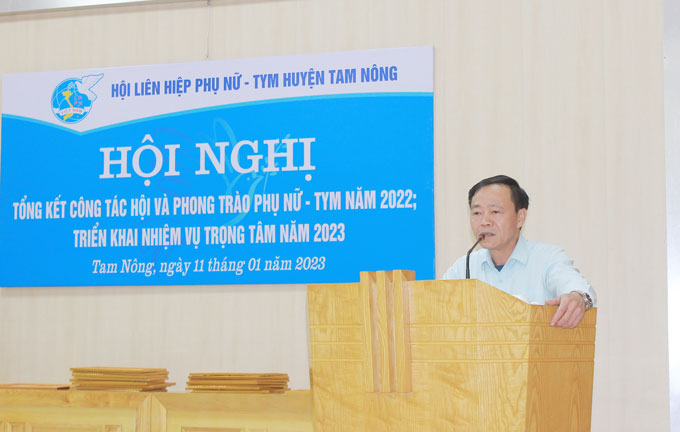 HỘI LIÊN HIỆP PHỤ NỮ - TYM HUYỆN TAM NÔNG
HỘI NGHỊ
TỔNG KẾT CÔNG TÁC HỘI VÀ PHONG TRÀO PHỤ NỮ - TYM NĂM 2022;
TRIỂN KHAI NHIỆM VỤ TRỌNG TÂM NĂM 2023
Tam Nông, ngày 11 tháng 01 năm 2023